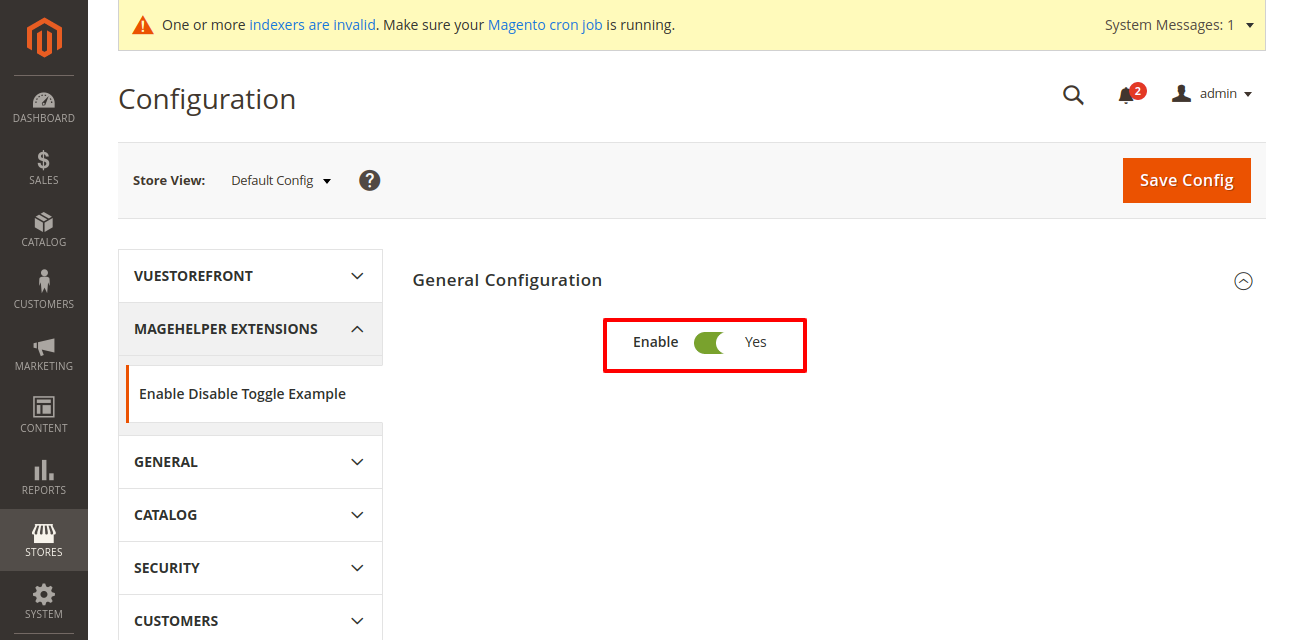 One or more indexers are invalid. Make sure your Magento cron job is running.
System Messages: 1
Configuration
2
admin
Store View:
Default Config
?
Save Config
DASHBOARD
SALES
CATALOG
CUSTOMERS
MARKETING
CONTENT
REPORTS
STORES
SYSTEM
VUESTOREFRONT
MAGEHELPER EXTENSIONS
Enable Disable Toggle Example
GENERAL
CATALOG
SECURITY
CUSTOMERS
General Configuration
Enable
Yes